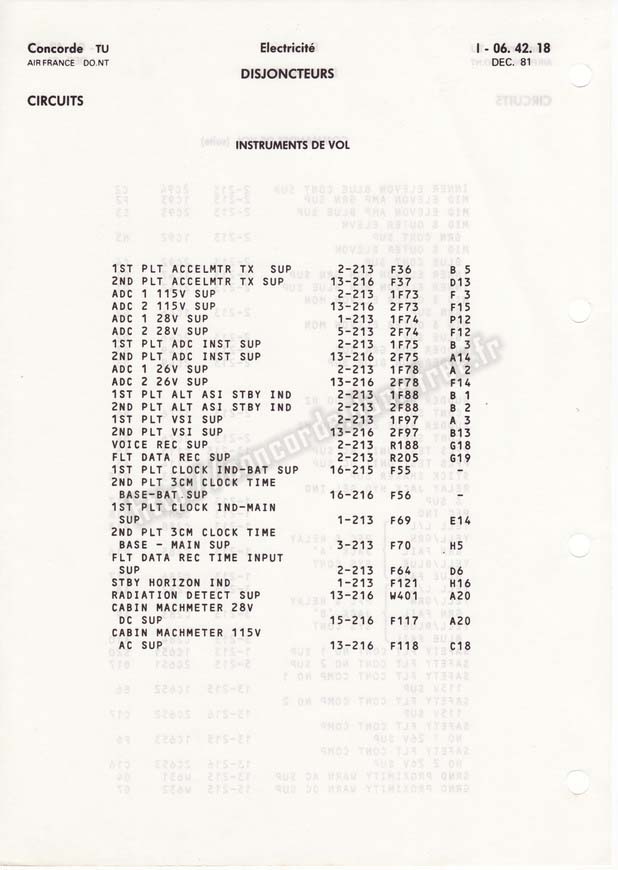 Concorde TU Electricité I - 06. 42. 18
AIR FRANCE DO.NT DEC. 81
DISJONCTEURS
CIRCUITS
INSTRUMENTS DE VOL
1ST PLT ACCELMTR TX SUP 2-213 F36 B 5
2ND PLT ACCELMTR TX SUP 13-216 F37 D13
ADC 1 115V SUP 2-213 1F73 F 3
ADC 2 115V SUP 13-216 2F73 F15
ADC 1 28V SUP 1-213 1F74 P12
ADC 2 28V SUP 5-213 2F74 F12
1ST PLT ADC INST SUP 2-213 1F75 B 3
2ND PLT ADC INST SUP 13-216 2F75 A14
ADC 1 26V SUP 2-213 1F78 A 2
ADC 2 26V SUP 13-216 2F78 F14
1ST PLT ALT ASI STBY IND 2-213 1F88 B 1
2ND PLT ALT ASI STBY IND 2-213 2F88 B 2
1ST PLT VSI SUP 2-213 1F97 A 3
2ND PLT VSI SUP 13-216 2F97 B13
VOICE REC SUP 2-213 R188 G18
FLT DATA REC SUP 2-213 R205 G19
1ST PLT CLOCK IND-BAT SUP 16-215 F55 -
2ND PLT 3CM CLOCK TIME
BASE-BAT SUP 16-216 F56 -
1ST PLT CLOCK IND-MAIN
SUP 1-213 F69 E14
2ND PLT 3CM CLOCK TIME
BASE - MAIN SUP 3-213 F70 H5
FLT DATA REC TIME INPUT
SUP 2-213 F64 D6
STBY HORIZON IND 1-213 F121 H16
RADIATION DETECT SUP 13-216 W401 A20
CABIN MACHMETER 28V
DC SUP 15-216 F117 A20
CABIN MACHMETER 115V
AC SUP 13-216 F118 C18